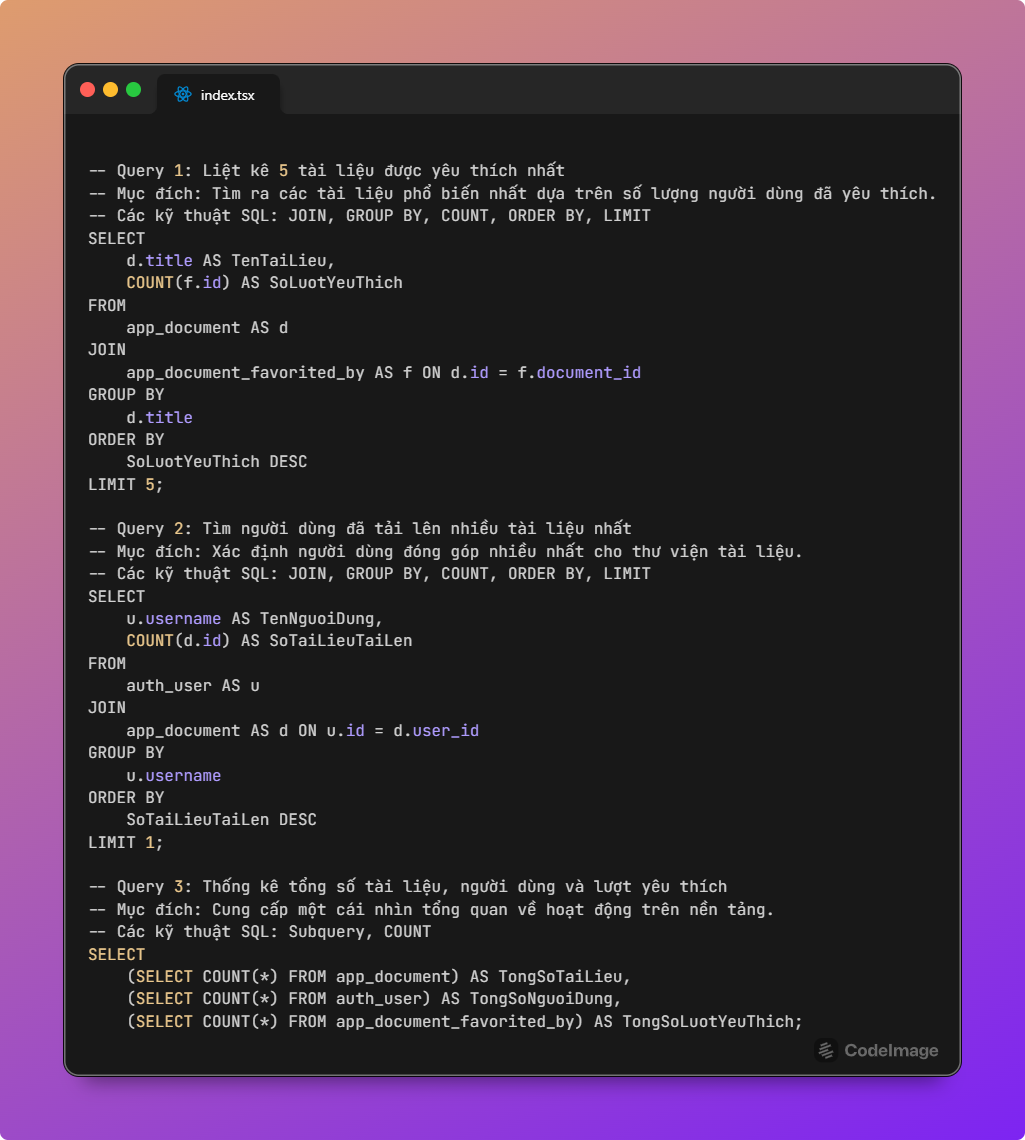 index.tsx
-- Query 1: Liệt kê 5 tài liệu được yêu thích nhất
-- Mục đích: Tìm ra các tài liệu phổ biến nhất dựa trên số lượng người dùng đã yêu thích.
-- Các kỹ thuật SQL: JOIN, GROUP BY, COUNT, ORDER BY, LIMIT
SELECT
    d.title AS TenTaiLieu,
    COUNT(f.id) AS SoLuotYeuThich
FROM
    app_document AS d
JOIN
    app_document_favorited_by AS f ON d.id = f.document_id
GROUP BY
    d.title
ORDER BY
    SoLuotYeuThich DESC
LIMIT 5;
-- Query 2: Tìm người dùng đã tải lên nhiều tài liệu nhất
-- Mục đích: Xác định người dùng đóng góp nhiều nhất cho thư viện tài liệu.
-- Các kỹ thuật SQL: JOIN, GROUP BY, COUNT, ORDER BY, LIMIT
SELECT
    u.username AS TenNguoiDung,
    COUNT(d.id) AS SoTaiLieuTaiLen
FROM
    auth_user AS u
JOIN
    app_document AS d ON u.id = d.user_id
GROUP BY
    u.username
ORDER BY
    SoTaiLieuTaiLen DESC
LIMIT 1;
-- Query 3: Thống kê tổng số tài liệu, người dùng và lượt yêu thích
-- Mục đích: Cung cấp một cái nhìn tổng quan về hoạt động trên nền tảng.
-- Các kỹ thuật SQL: Subquery, COUNT
SELECT
    (SELECT COUNT(*) FROM app_document) AS TongSoTaiLieu,
    (SELECT COUNT(*) FROM auth_user) AS TongSoNguoiDung,
    (SELECT COUNT(*) FROM app_document_favorited_by) AS TongSoLuotYeuThich;
CodeImage